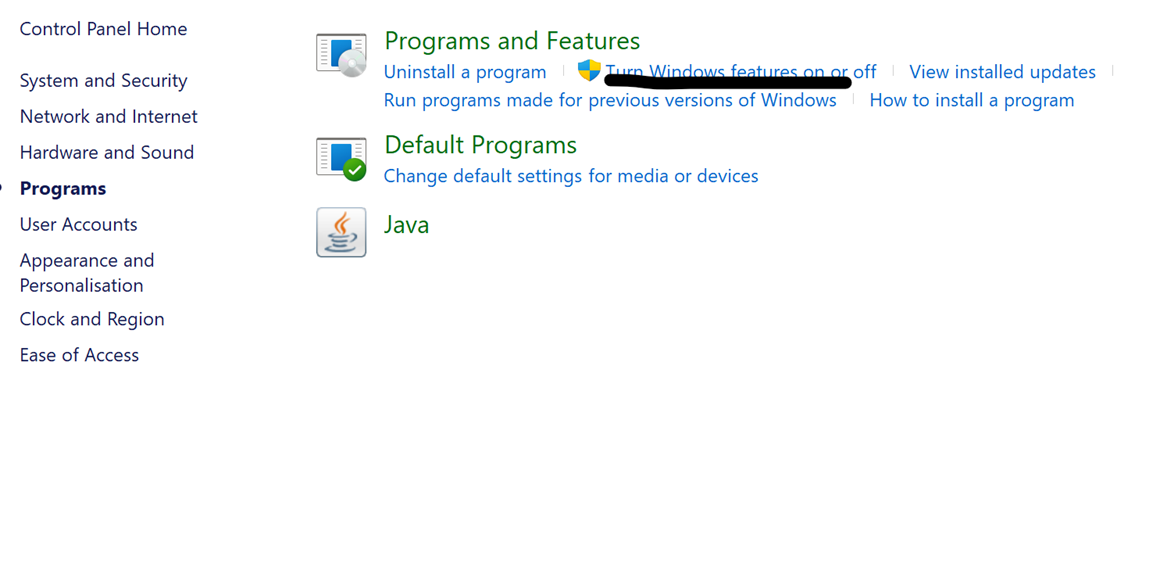 Control Panel Home
System and Security
Network and Internet
Hardware and Sound
Programs
User Accounts
Appearance and
Personalisation
Clock and Region
Ease of Access
Programs and Features
Uninstall a program Turn Windows features on or off View installed updates
Run programs made for previous versions of Windows How to install a program
Default Programs
Change default settings for media or devices
Java